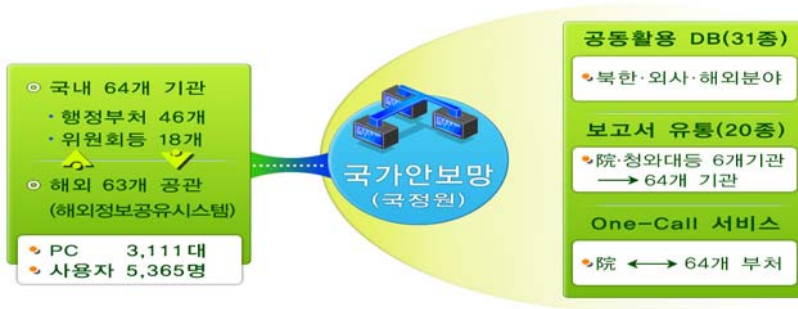 ◎ 국내 64개 기관
· 행정부처 46개
· 위원회등 18개
◎ 해외 63개 공관
(해외정보공유시스템)
PC 3,111대
사용자 5,365명
국가안보망
(국정원)
공동활용 DB(31종)
북한·외사·해외분야
보고서 유통(20종)
院·청와대등 6개기관
→ 64개 기관
One-Call 서비스
院 ↔ 64개 부처